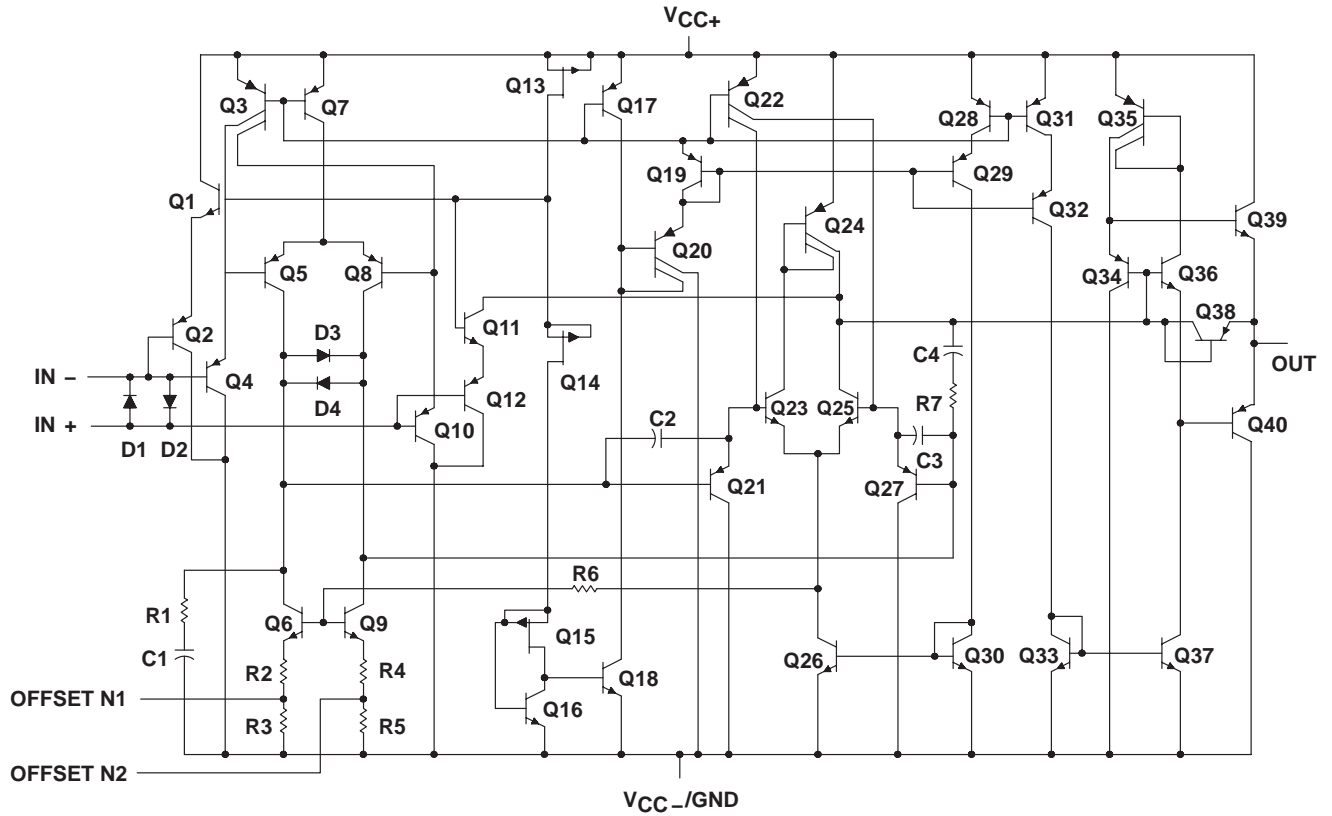 VCC+
Q3
Q7
Q13
Q17
Q22
Q28
Q31
Q35
Q1
Q19
Q29
Q32
Q24
Q39
Q5
Q8
Q20
Q34
Q36
Q2
D3
Q11
Q38
C4
Q14
OUT
IN −
Q4
D4
Q12
R7
IN +
D1
D2
Q10
C2
Q23
Q25
Q40
C3
Q21
Q27
R6
R1
Q6
Q9
Q15
C1
R2
R4
Q26
Q30
Q33
Q37
Q18
OFFSET N1
Q16
R3
R5
OFFSET N2
VCC−/GND